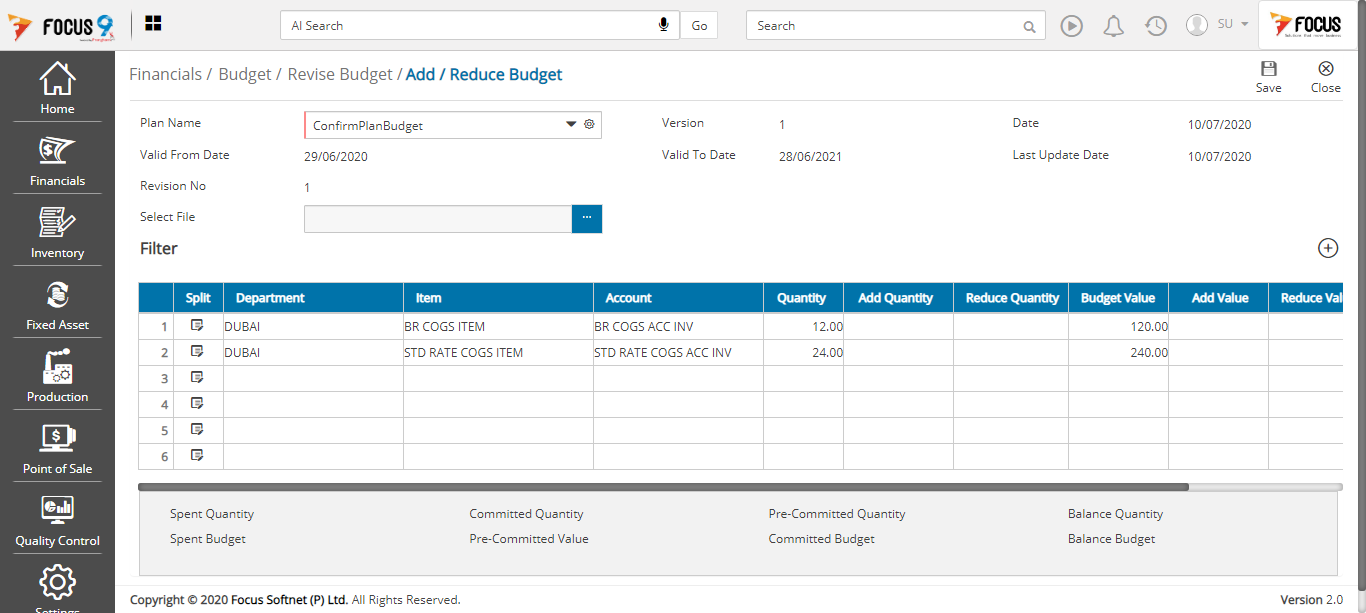 FOCUS 9
AI Search
Go
Search
SU
FOCUS
Home
Financials
Inventory
Fixed Asset
Production
Point of Sale
Quality Control
Settings
Financials / Budget / Revise Budget / Add / Reduce Budget
Save
Close
Plan Name ConfirmPlanBudget Version 1 Date 10/07/2020
Valid From Date 29/06/2020 Valid To Date 28/06/2021 Last Update Date 10/07/2020
Revision No 1
Select File ...
Filter
Split Department Item Account Quantity Add Quantity Reduce Quantity Budget Value Add Value Reduce Val
1 DUBAI BR COGS ITEM BR COGS ACC INV 12.00 120.00
2 DUBAI STD RATE COGS ITEM STD RATE COGS ACC INV 24.00 240.00
3
4
5
6
Spent Quantity Committed Quantity Pre-Committed Quantity Balance Quantity
Spent Budget Pre-Committed Value Committed Budget Balance Budget
Copyright © 2020 Focus Softnet (P) Ltd. All Rights Reserved. Version 2.0